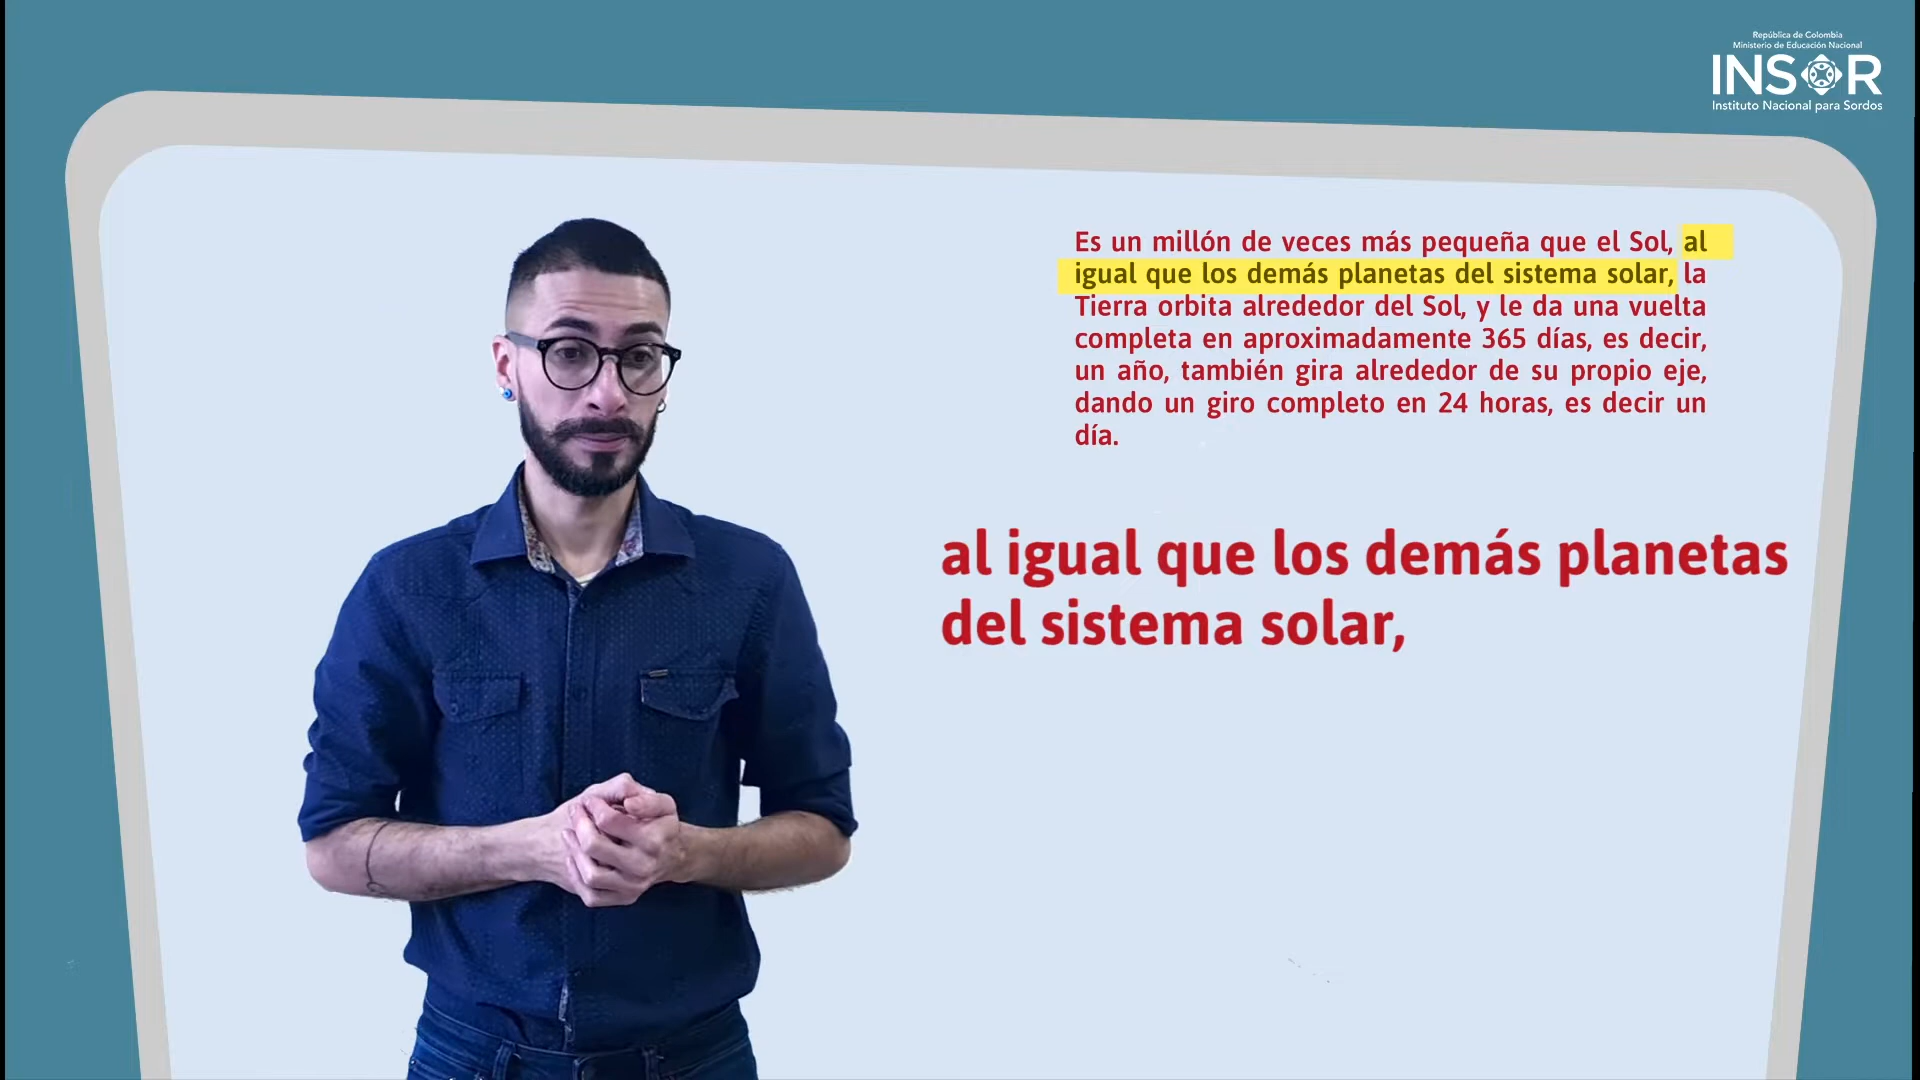 República de Colombia
Ministerio de Educación Nacional
INSOR
Instituto Nacional para Sordos
Es un millón de veces más pequeña que el Sol, al
igual que los demás planetas del sistema solar, la
Tierra orbita alrededor del Sol, y le da una vuelta
completa en aproximadamente 365 días, es decir,
un año, también gira alrededor de su propio eje,
dando un giro completo en 24 horas, es decir un
día.
al igual que los demás planetas
del sistema solar,